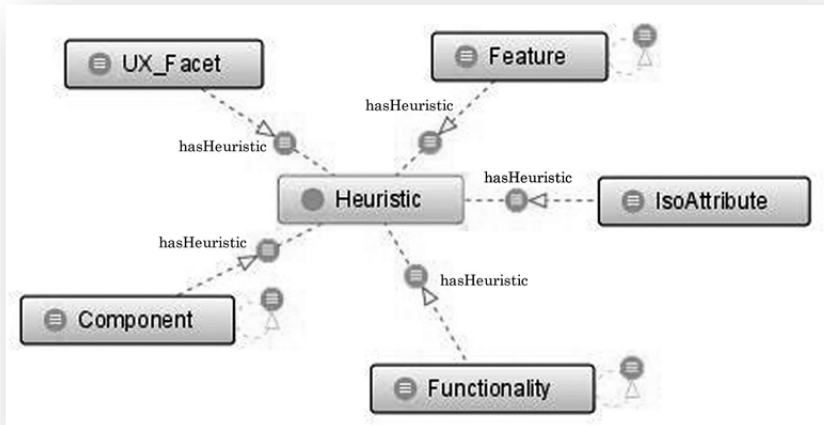 UX_Facet
Feature
hasHeuristic
hasHeuristic
hasHeuristic
Heuristic
IsoAttribute
hasHeuristic
hasHeuristic
Component
Functionality